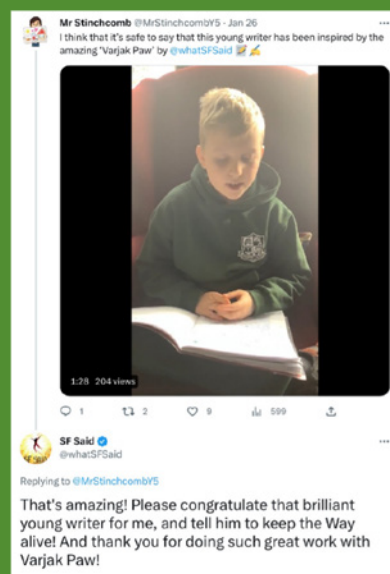 Mr Stinchcomb @MrStinchcombY5 · Jan 26
I think that it's safe to say that this young writer has been inspired by the
amazing 'Varjak Paw' by @whatSFSaid
1:28 204 views
1 2 9 599
SF Said
@whatSFSaid
Replying to @MrStinchcombY5
That's amazing! Please congratulate that brilliant
young writer for me, and tell him to keep the Way
alive! And thank you for doing such great work with
Varjak Paw!